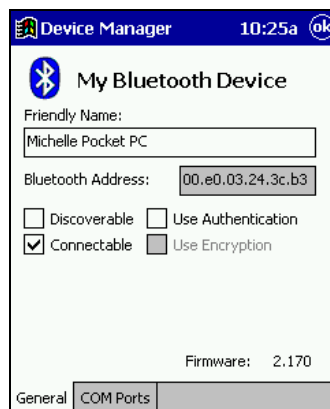 Device Manager 10:25a ok
My Bluetooth Device
Friendly Name:
Michelle Pocket PC
Bluetooth Address: 00.e0.03.24.3c.b3
Discoverable Use Authentication
Connectable Use Encryption
Firmware: 2.170
General COM Ports